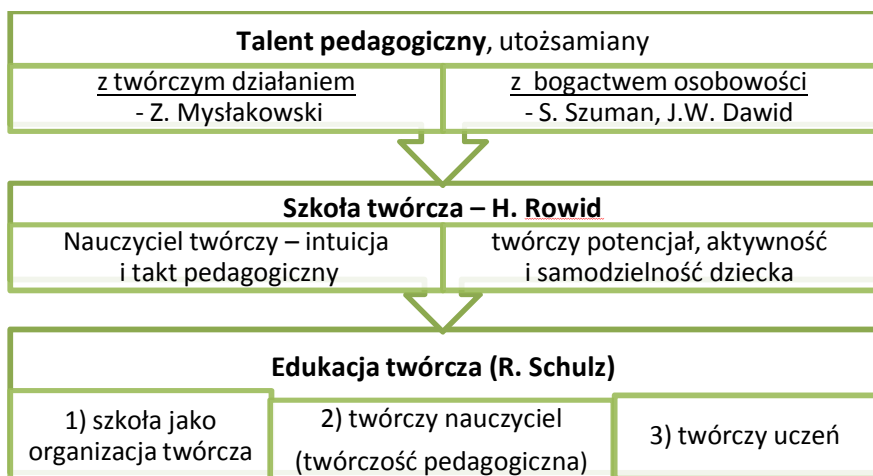 Talent pedagogiczny, utożsamiany
z twórczym działaniem
- Z. Mysłakowski
z bogactwem osobowości
- S. Szuman, J.W. Dawid
Szkoła twórcza – H. Rowid
Nauczyciel twórczy – intuicja
i takt pedagogiczny
twórczy potencjał, aktywność
i samodzielność dziecka
Edukacja twórcza (R. Schulz)
1) szkoła jako
organizacja twórcza
2) twórczy nauczyciel
(twórczość pedagogiczna)
3) twórczy uczeń